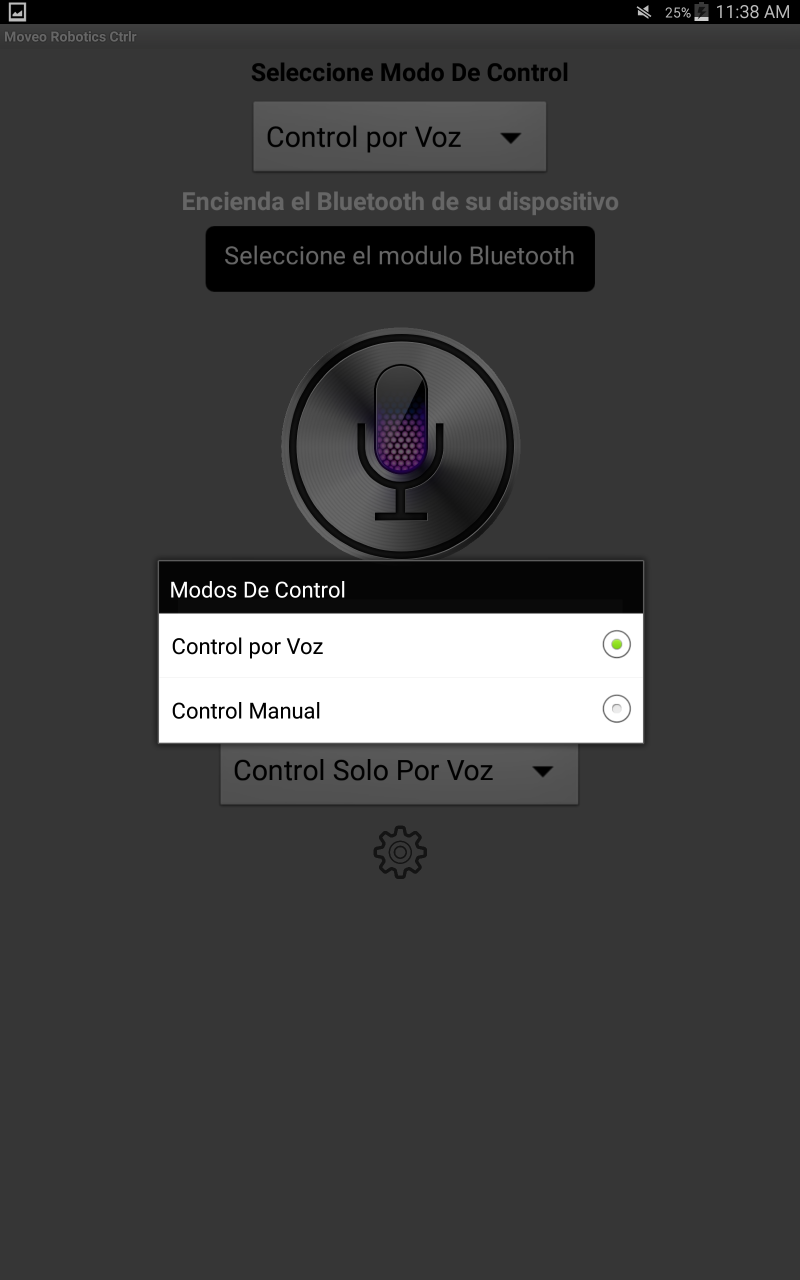 25% 11:38 AM
Moveo Robotics Ctrlr
Seleccione Modo De Control
Control por Voz
Encienda el Bluetooth de su dispositivo
Seleccione el modulo Bluetooth
Modos De Control
Control por Voz
Control Manual
Control Solo Por Voz